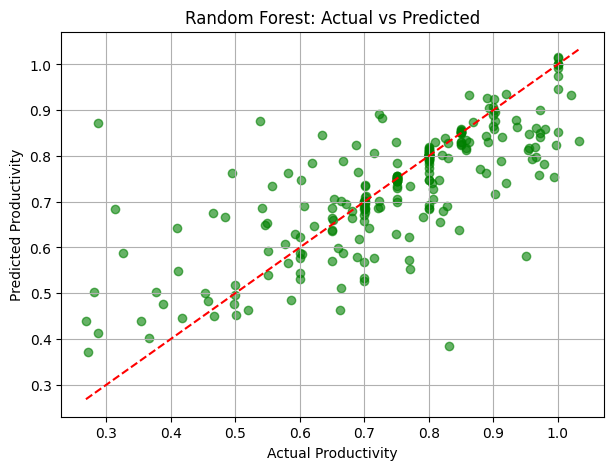 Random Forest: Actual vs Predicted
Predicted Productivity
1.0
0.9
0.8
0.7
0.6
0.5
0.4
0.3
0.3 0.4 0.5 0.6 0.7 0.8 0.9 1.0
Actual Productivity